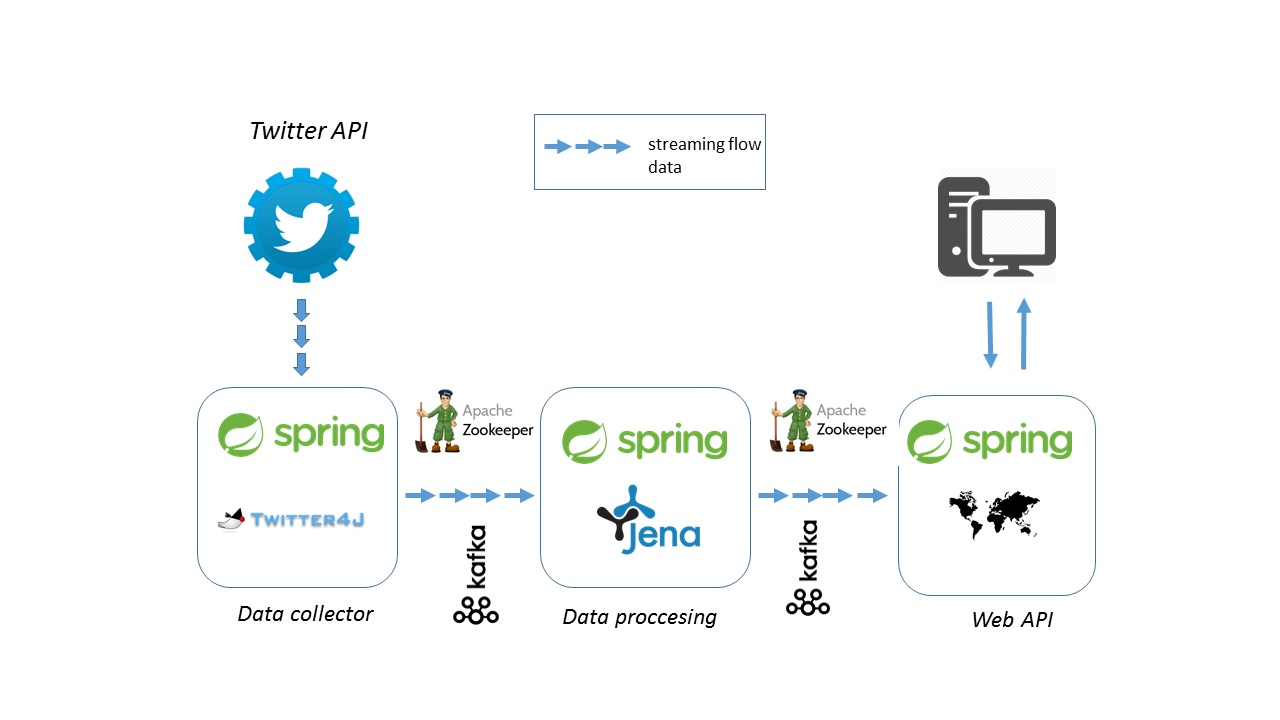 Twitter API
streaming flow
data
spring
Twitter4J
Apache
Zookeeper
kafka
spring
Jena
Apache
Zookeeper
kafka
spring
Data collector
Data proccesing
Web API